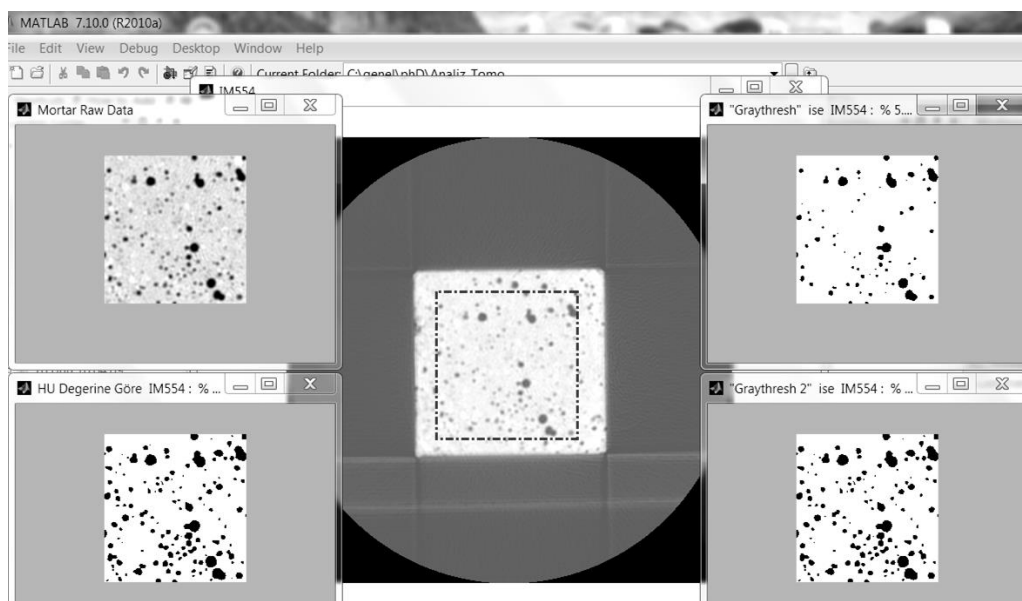 MATLAB 7.10.0 (R2010a)
File Edit View Debug Desktop Window Help
Current Folder: C:\genel\phD\Analiz_Tomo
IM554
Mortar Raw Data
"Graythresh" ise IM554 : % 5....
HU Degerine Göre IM554 : % ...
"Graythresh 2" ise IM554 : % ...